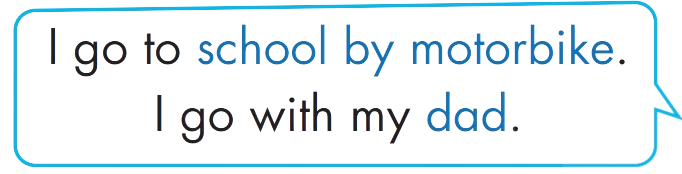 I go to school by motorbike.
I go with my dad.